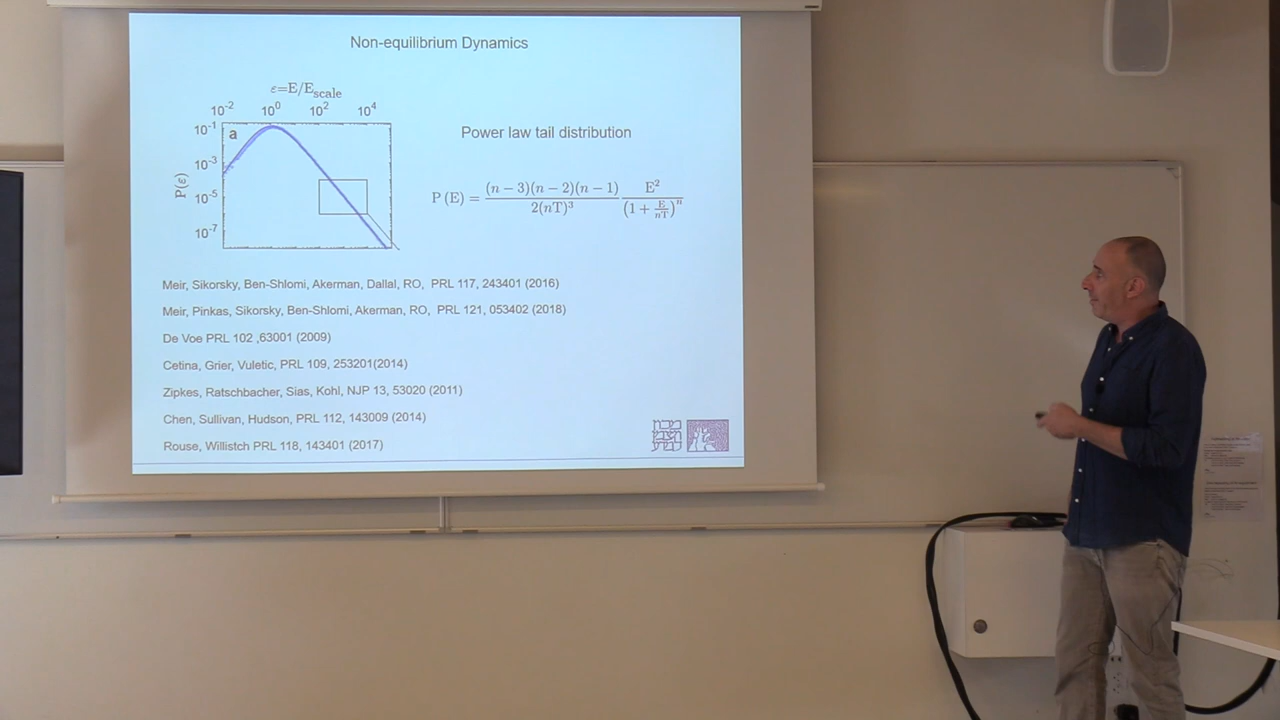 Non-equilibrium Dynamics
ε=E/Escale
10-2 100 102 104
10-1
a
10-3
P(ε)
10-5
10-7
Power law tail distribution
P (E) = (n − 3)(n − 2)(n − 1) / 2(nT)3 E2 / (1 + E/nT)n
Meir, Sikorsky, Ben-Shlomi, Akerman, Dallal, RO, PRL 117, 243401 (2016)
Meir, Pinkas, Sikorsky, Ben-Shlomi, Akerman, RO, PRL 121, 053402 (2018)
De Voe PRL 102 ,63001 (2009)
Cetina, Grier, Vuletic, PRL 109, 253201(2014)
Zipkes, Ratschbacher, Sias, Kohl, NJP 13, 53020 (2011)
Chen, Sullivan, Hudson, PRL 112, 143009 (2014)
Rouse, Willistch PRL 118, 143401 (2017)